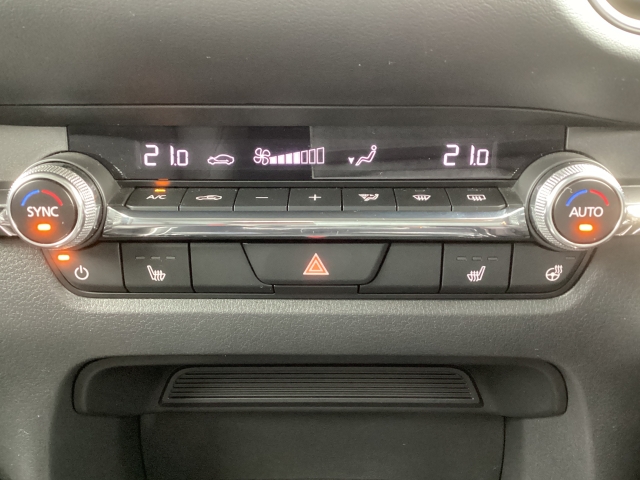 21.0 21.0
A/C - +
SYNC AUTO